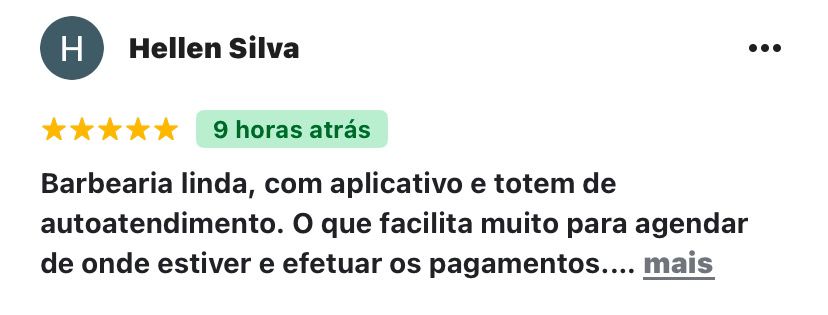 H
Hellen Silva
9 horas atrás
Barbearia linda, com aplicativo e totem de
autoatendimento. O que facilita muito para agendar
de onde estiver e efetuar os pagamentos.... mais